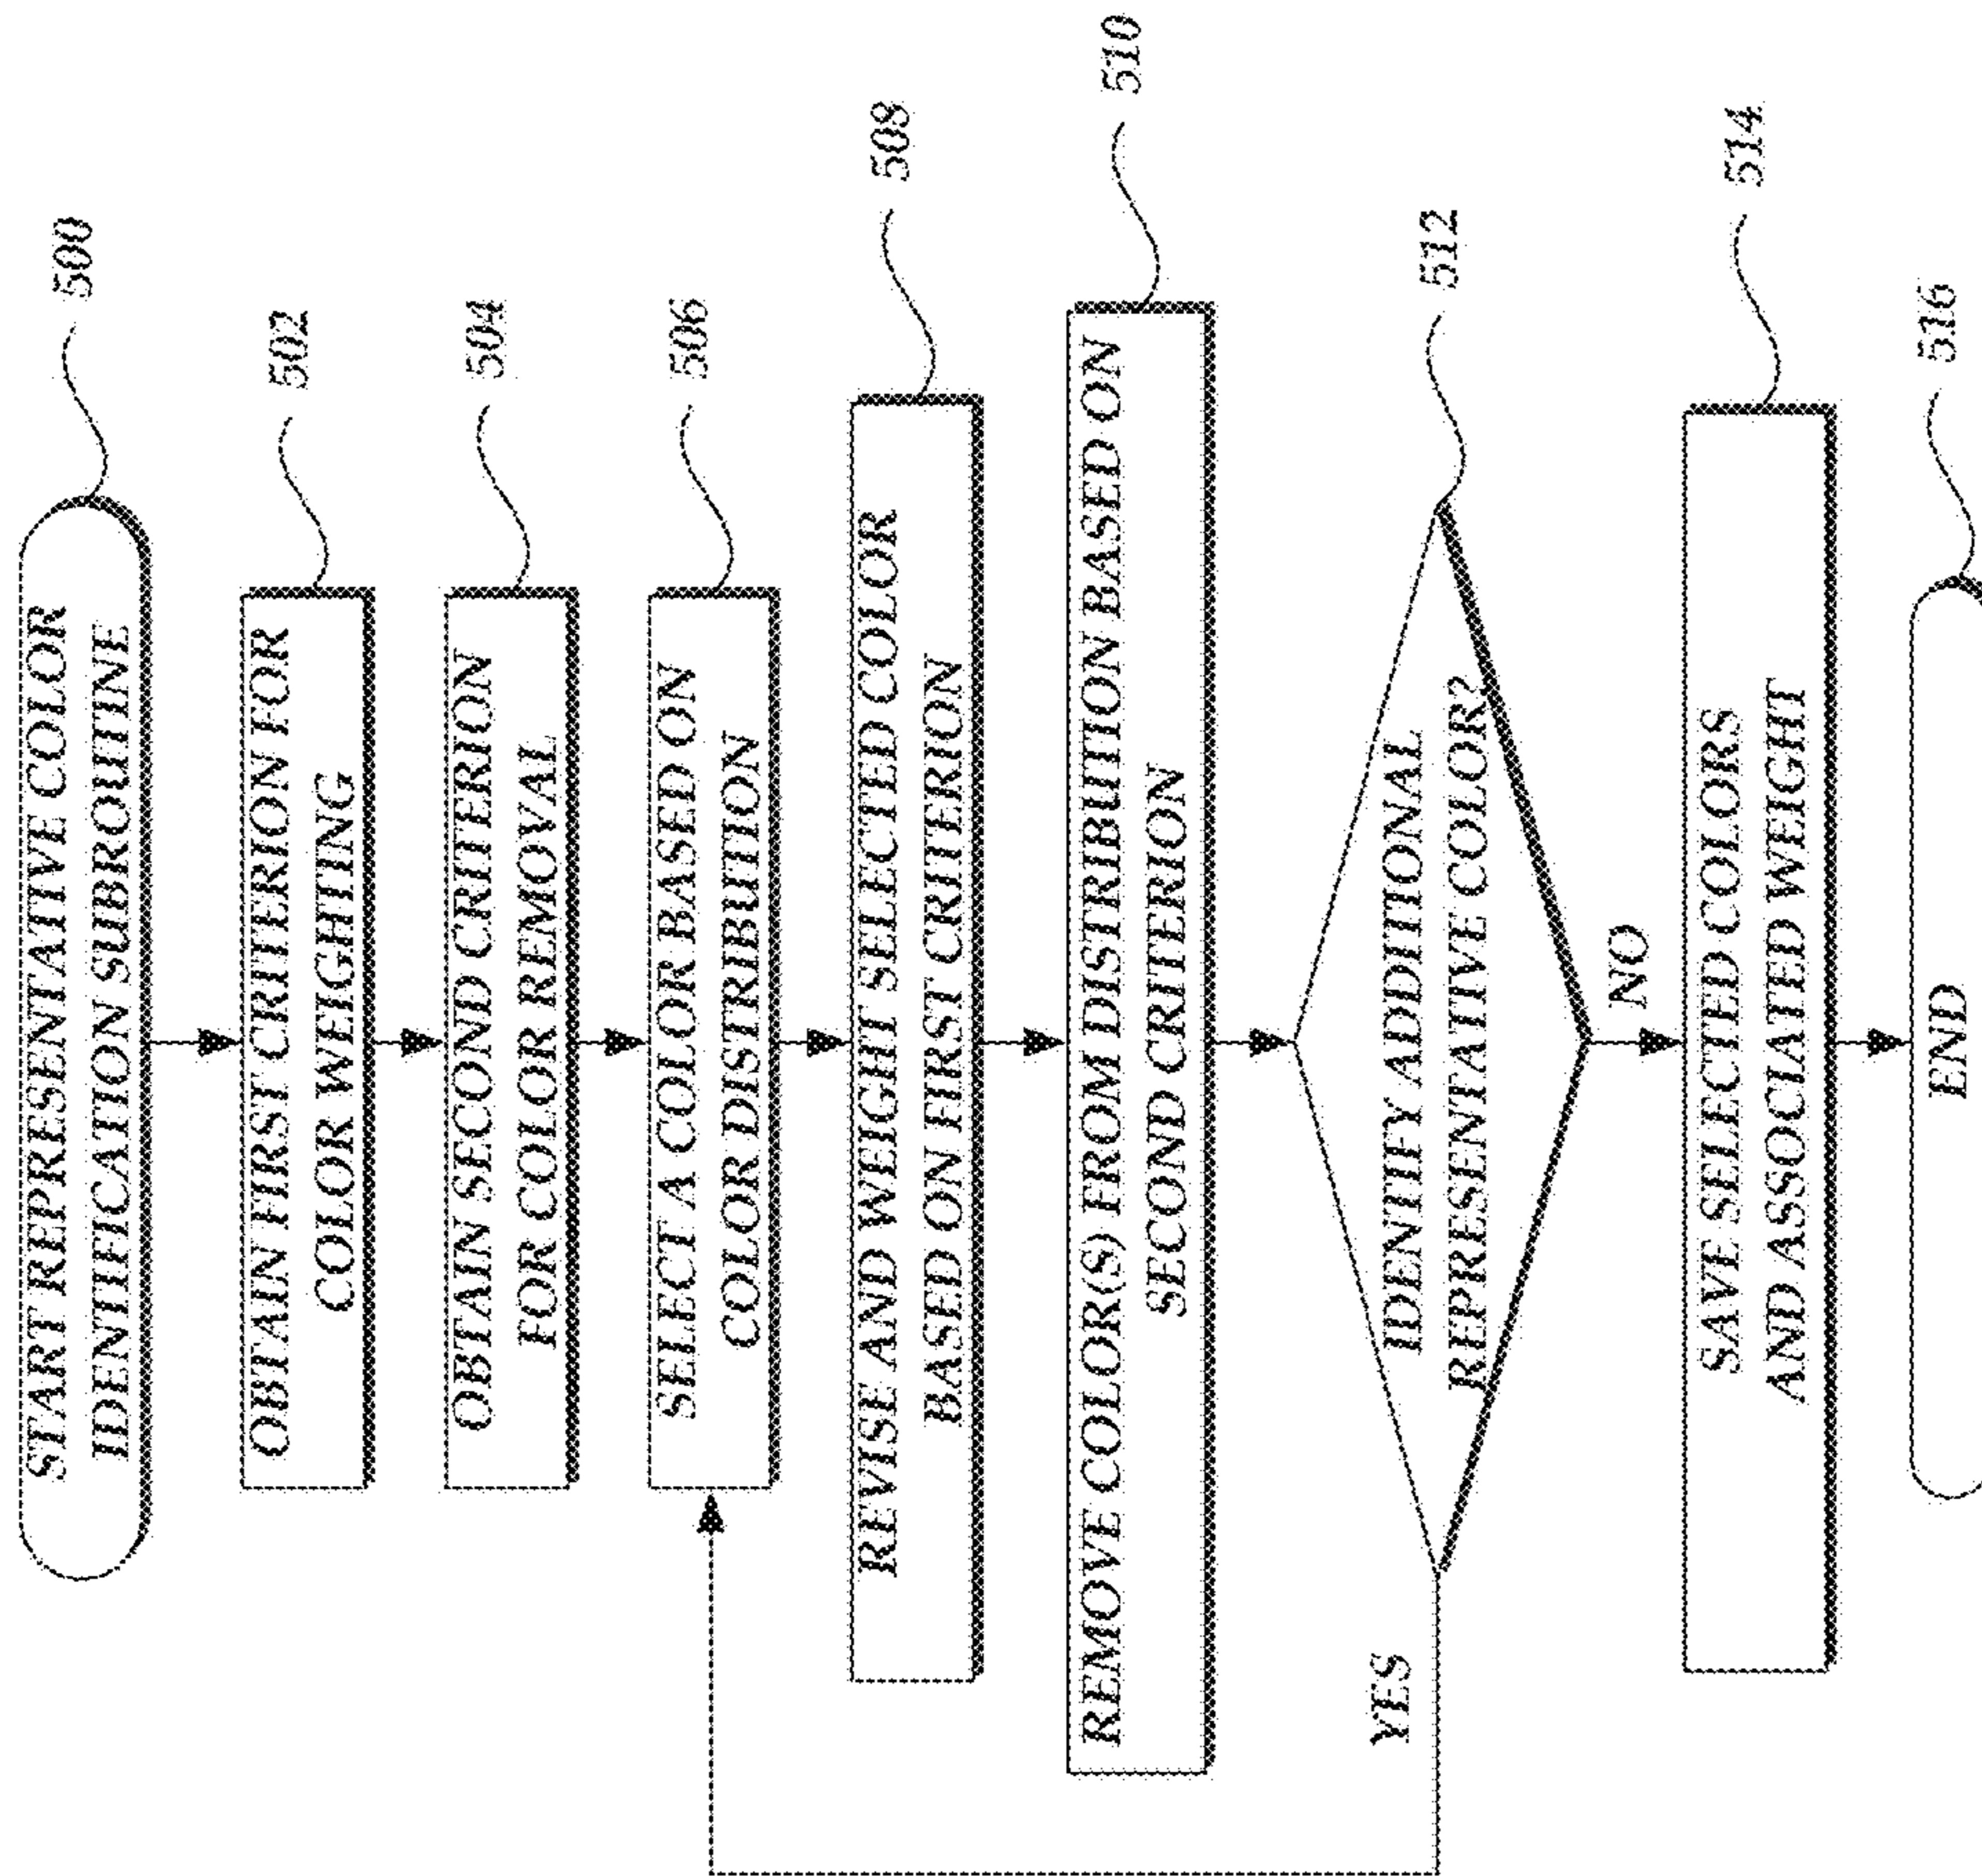 START REPRESENTATIVE COLOR
IDENTIFICATION SUBROUTINE
500
OBTAIN FIRST CRITERION FOR
COLOR WEIGHTING
502
OBTAIN SECOND CRITERION
FOR COLOR REMOVAL
504
SELECT A COLOR BASED ON
COLOR DISTRIBUTION
506
REVISE AND WEIGHT SELECTED COLOR
BASED ON FIRST CRITERION
508
REMOVE COLOR(S) FROM DISTRIBUTION BASED ON
SECOND CRITERION
510
YES
IDENTIFY ADDITIONAL
REPRESENTATIVE COLOR?
512
NO
SAVE SELECTED COLORS
AND ASSOCIATED WEIGHT
514
END
516